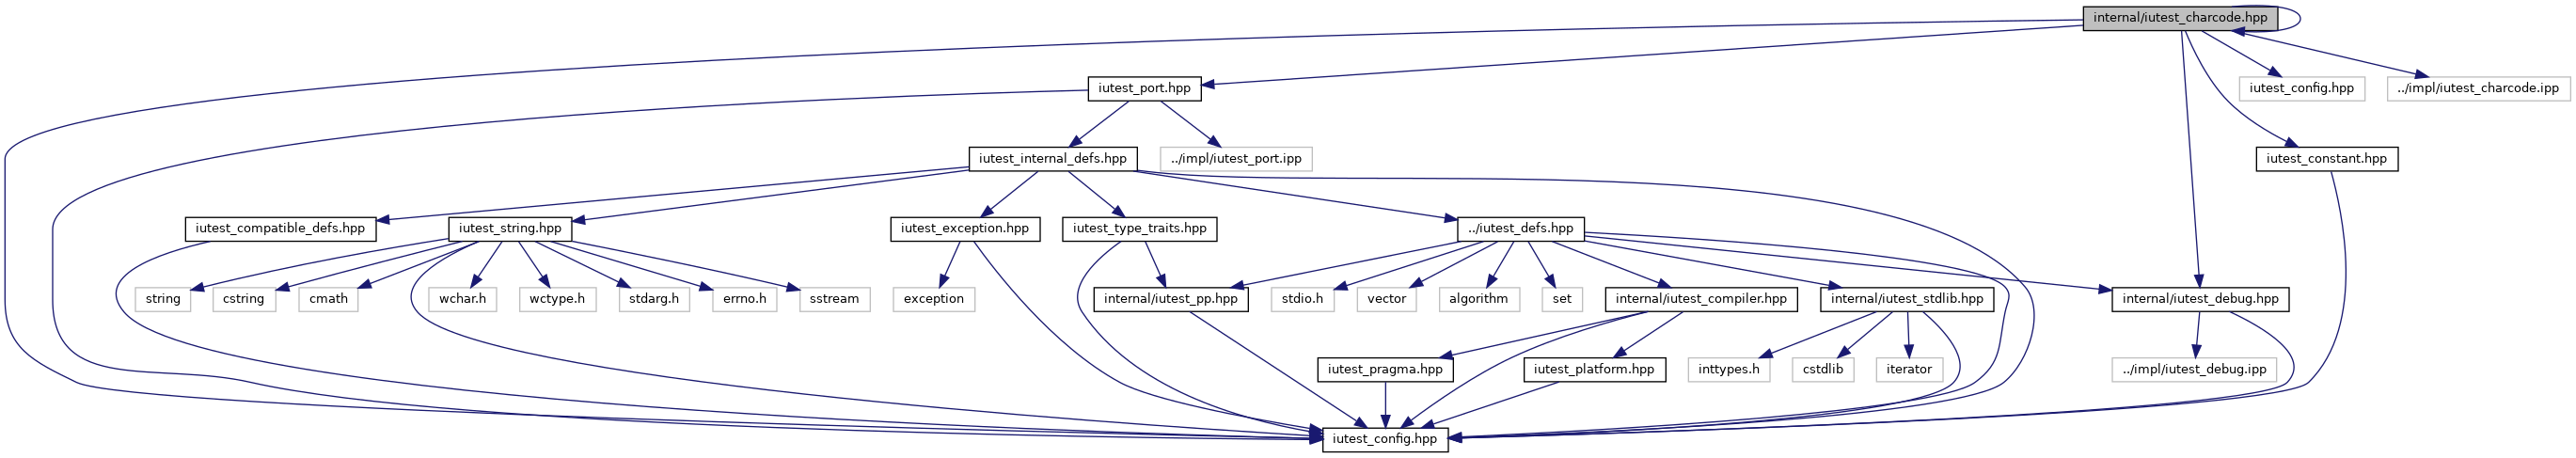 internal/iutest_charcode.hpp
iutest_port.hpp
iutest_config.hpp
../impl/iutest_charcode.ipp
iutest_internal_defs.hpp
../impl/iutest_port.ipp
iutest_constant.hpp
iutest_compatible_defs.hpp
iutest_string.hpp
iutest_exception.hpp
iutest_type_traits.hpp
../iutest_defs.hpp
string
cstring
cmath
wchar.h
wctype.h
stdarg.h
errno.h
sstream
exception
internal/iutest_pp.hpp
stdio.h
vector
algorithm
set
internal/iutest_compiler.hpp
internal/iutest_stdlib.hpp
internal/iutest_debug.hpp
iutest_pragma.hpp
iutest_platform.hpp
inttypes.h
cstdlib
iterator
../impl/iutest_debug.ipp
iutest_config.hpp